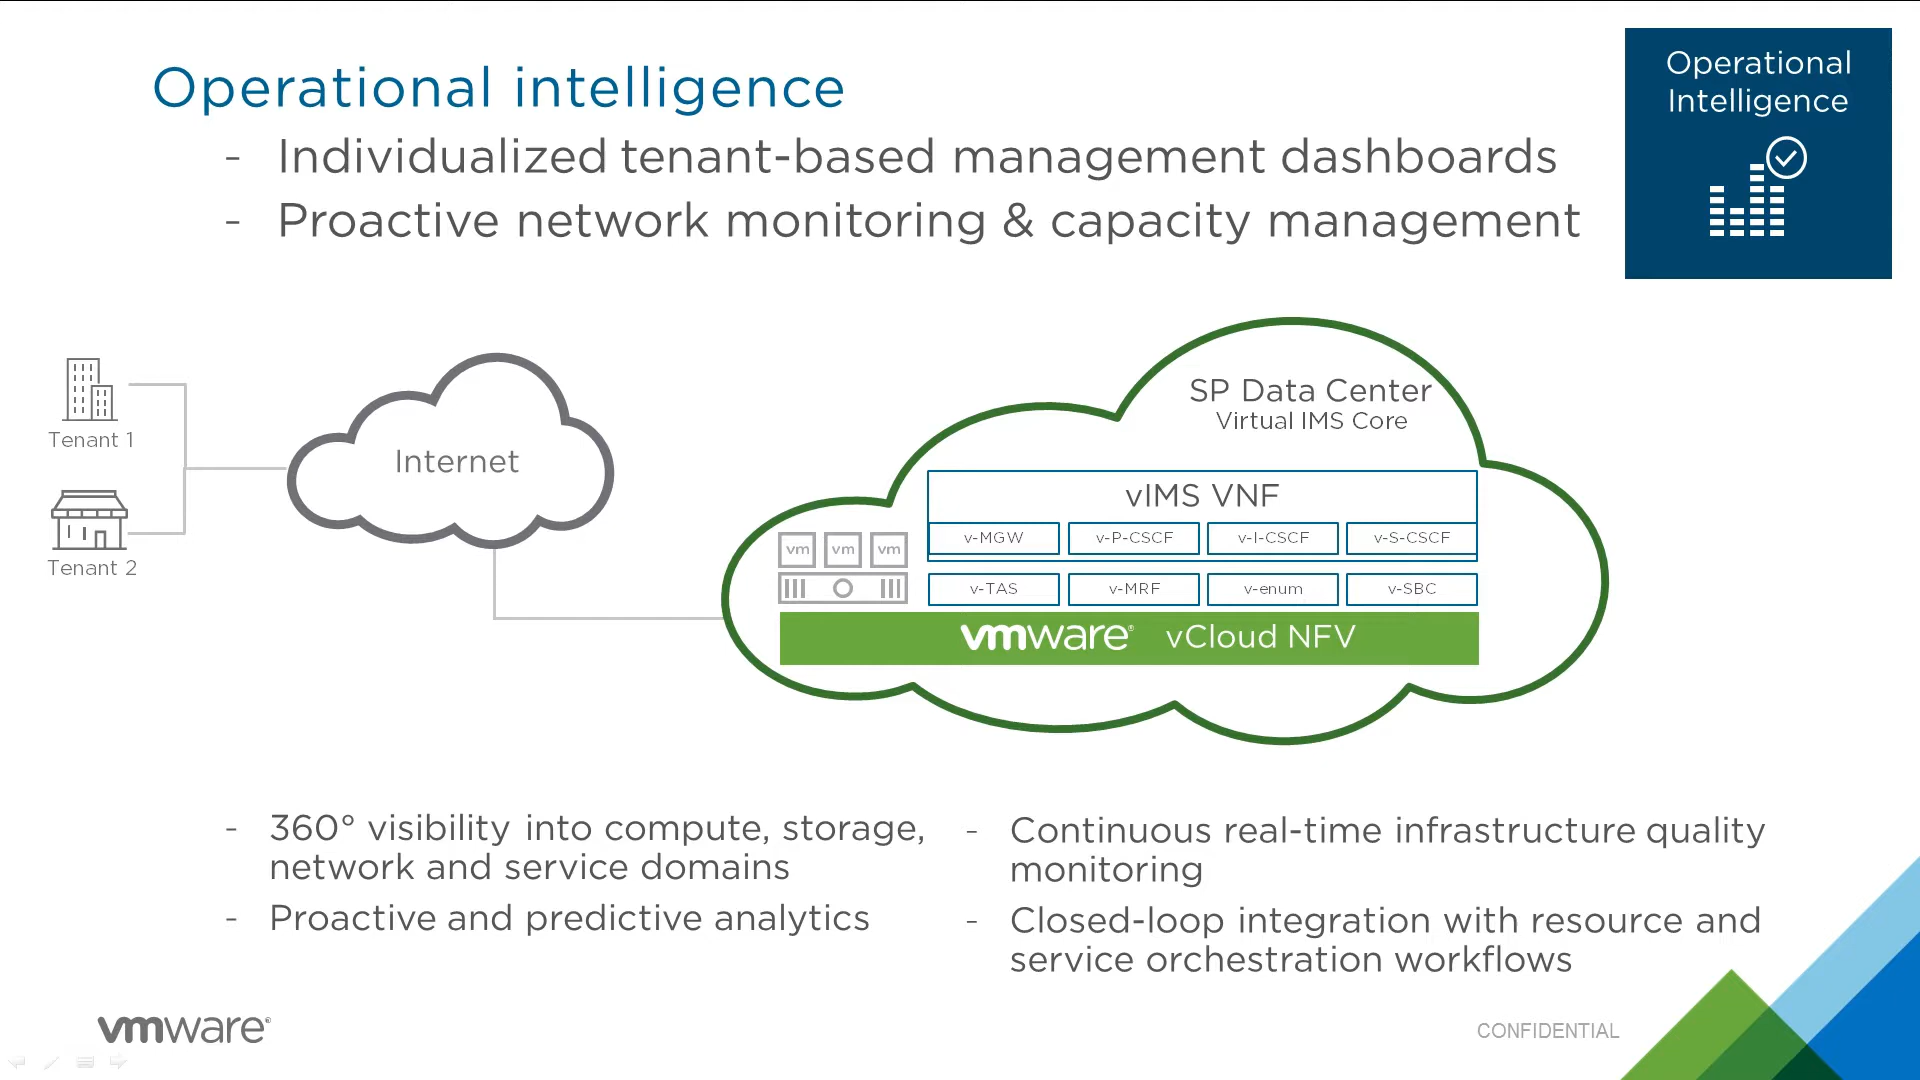 Operational intelligence
- Individualized tenant-based management dashboards
- Proactive network monitoring & capacity management
Operational
Intelligence
Tenant 1
Tenant 2
Internet
SP Data Center
Virtual IMS Core
vIMS VNF
v-MGW v-P-CSCF v-I-CSCF v-S-CSCF
vm vm vm
v-TAS v-MRF v-enum v-SBC
vmware® vCloud NFV
- 360° visibility into compute, storage,
network and service domains
- Proactive and predictive analytics
- Continuous real-time infrastructure quality
monitoring
- Closed-loop integration with resource and
service orchestration workflows
vmware®
CONFIDENTIAL